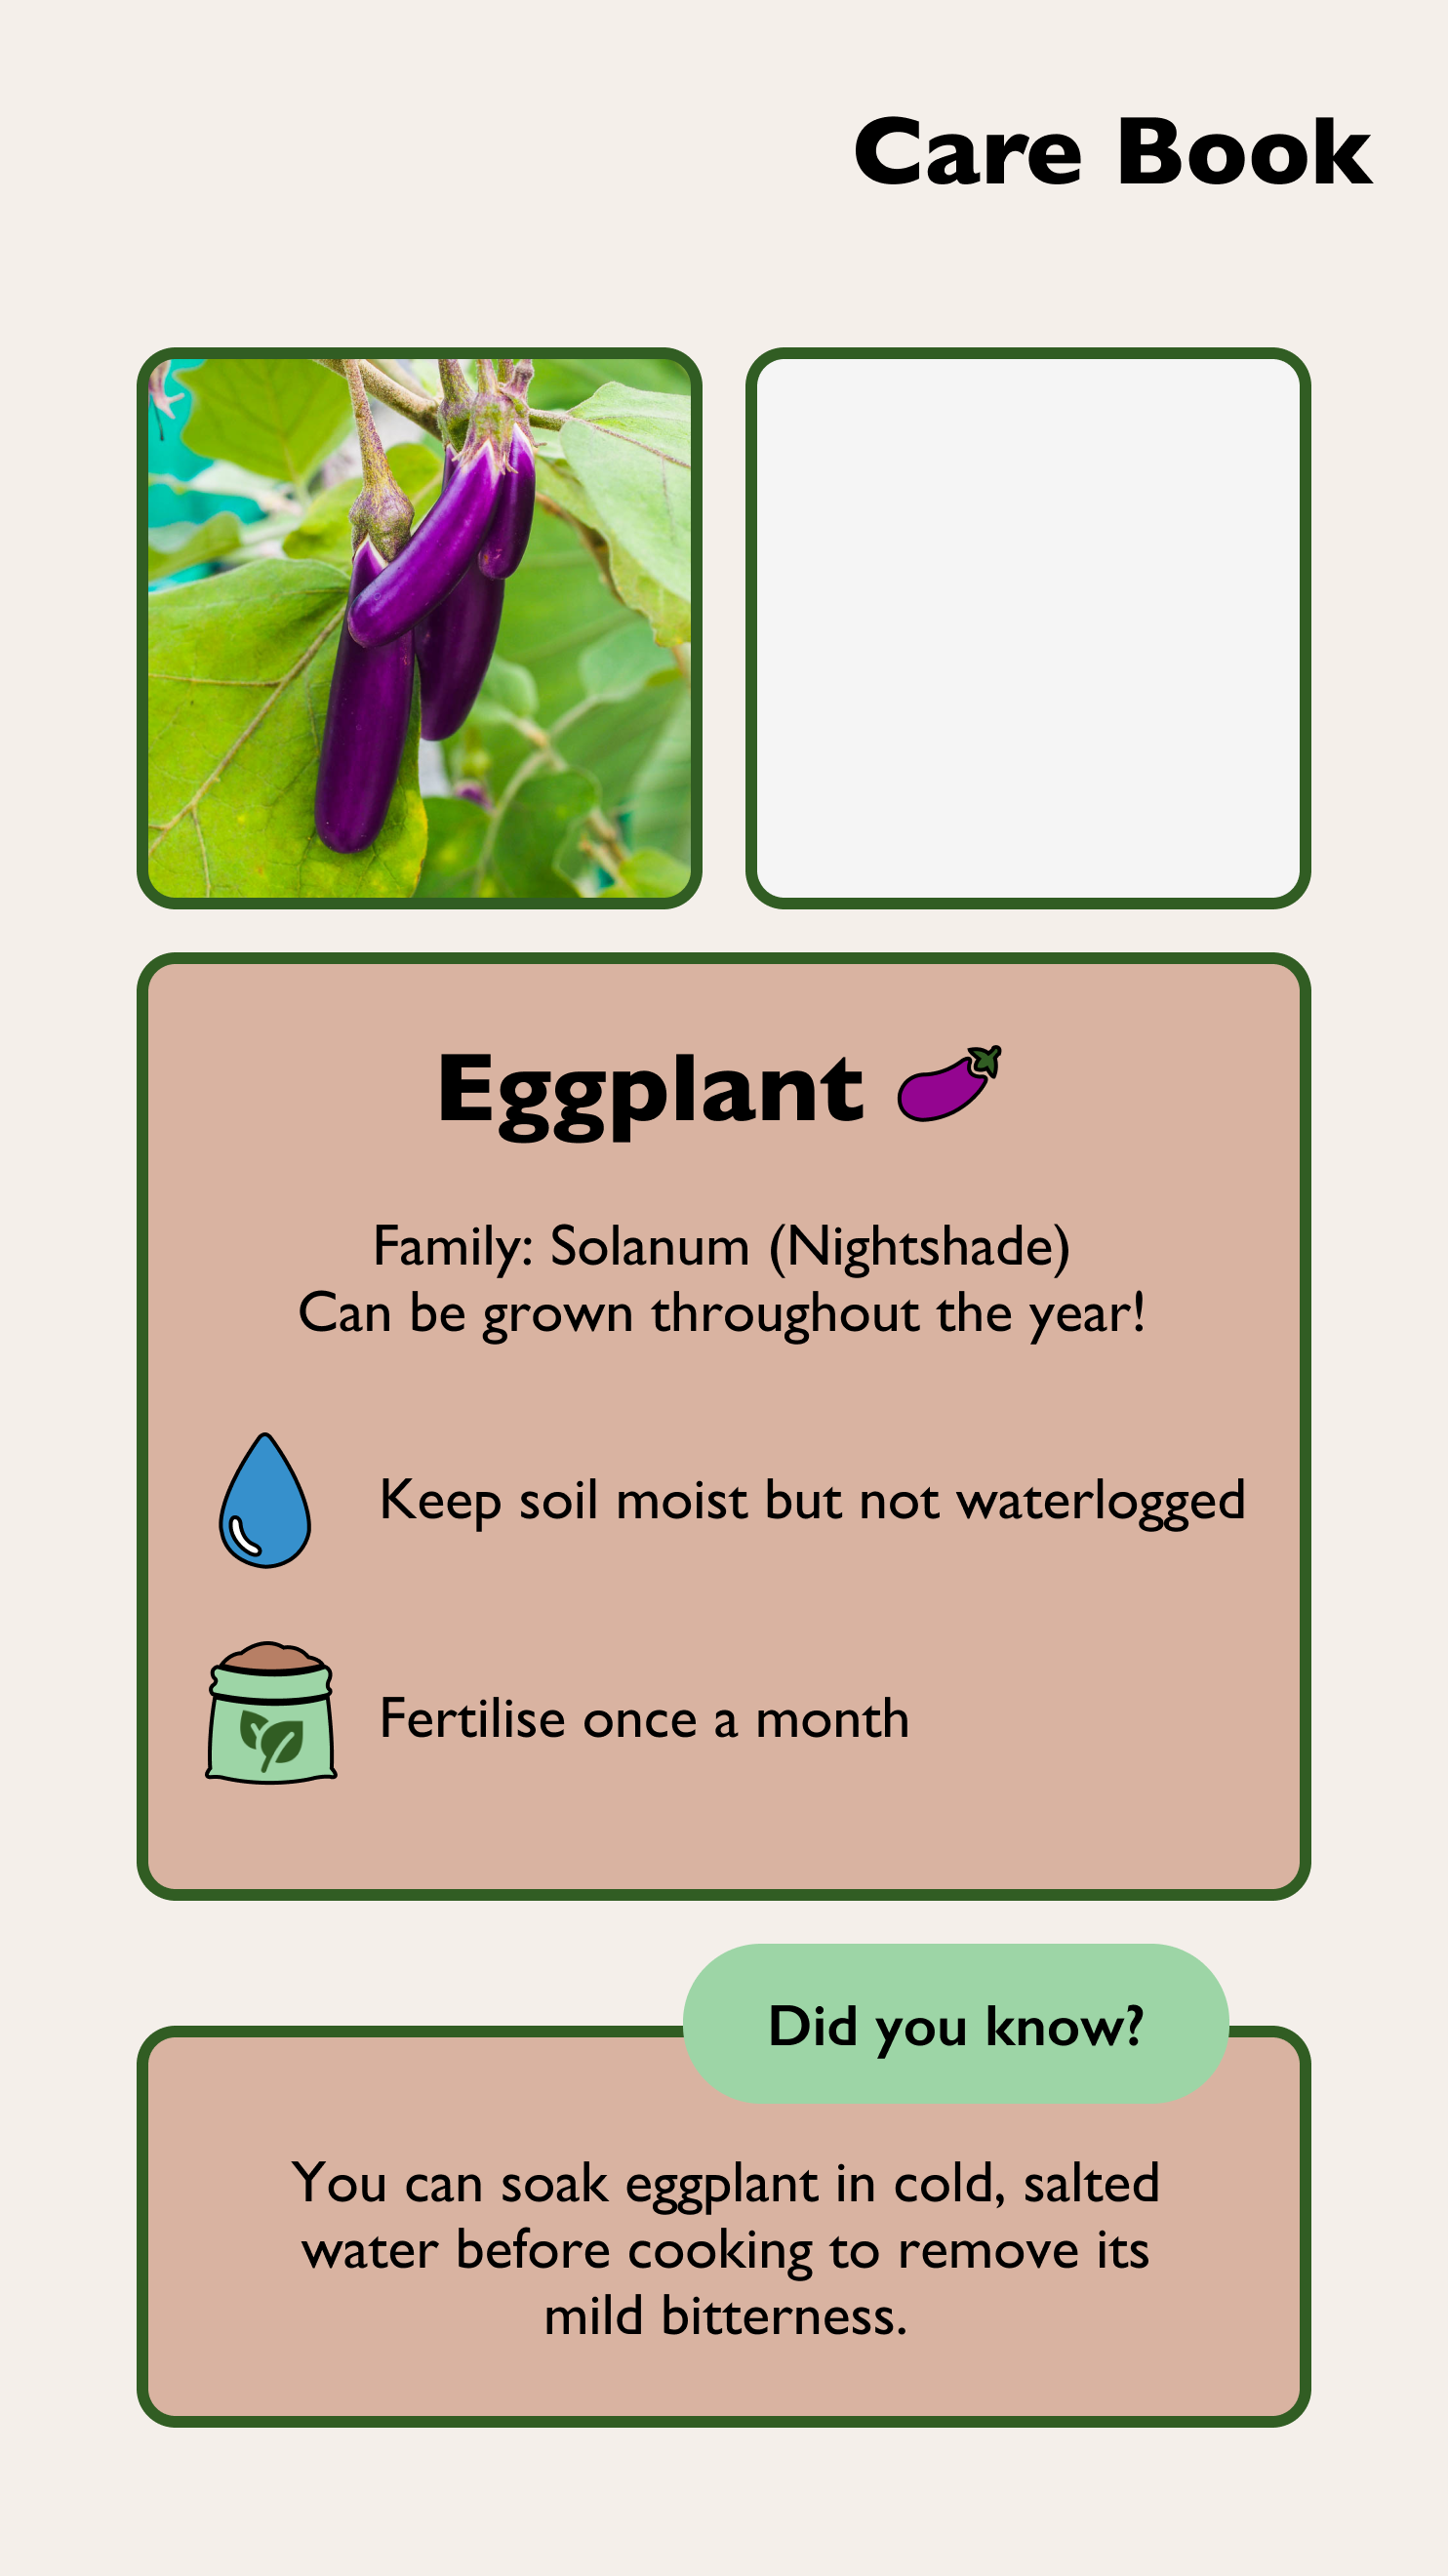 Care Book
Eggplant
Family: Solanum (Nightshade)
Can be grown throughout the year!
Keep soil moist but not waterlogged
Fertilise once a month
Did you know?
You can soak eggplant in cold, salted
water before cooking to remove its
mild bitterness.